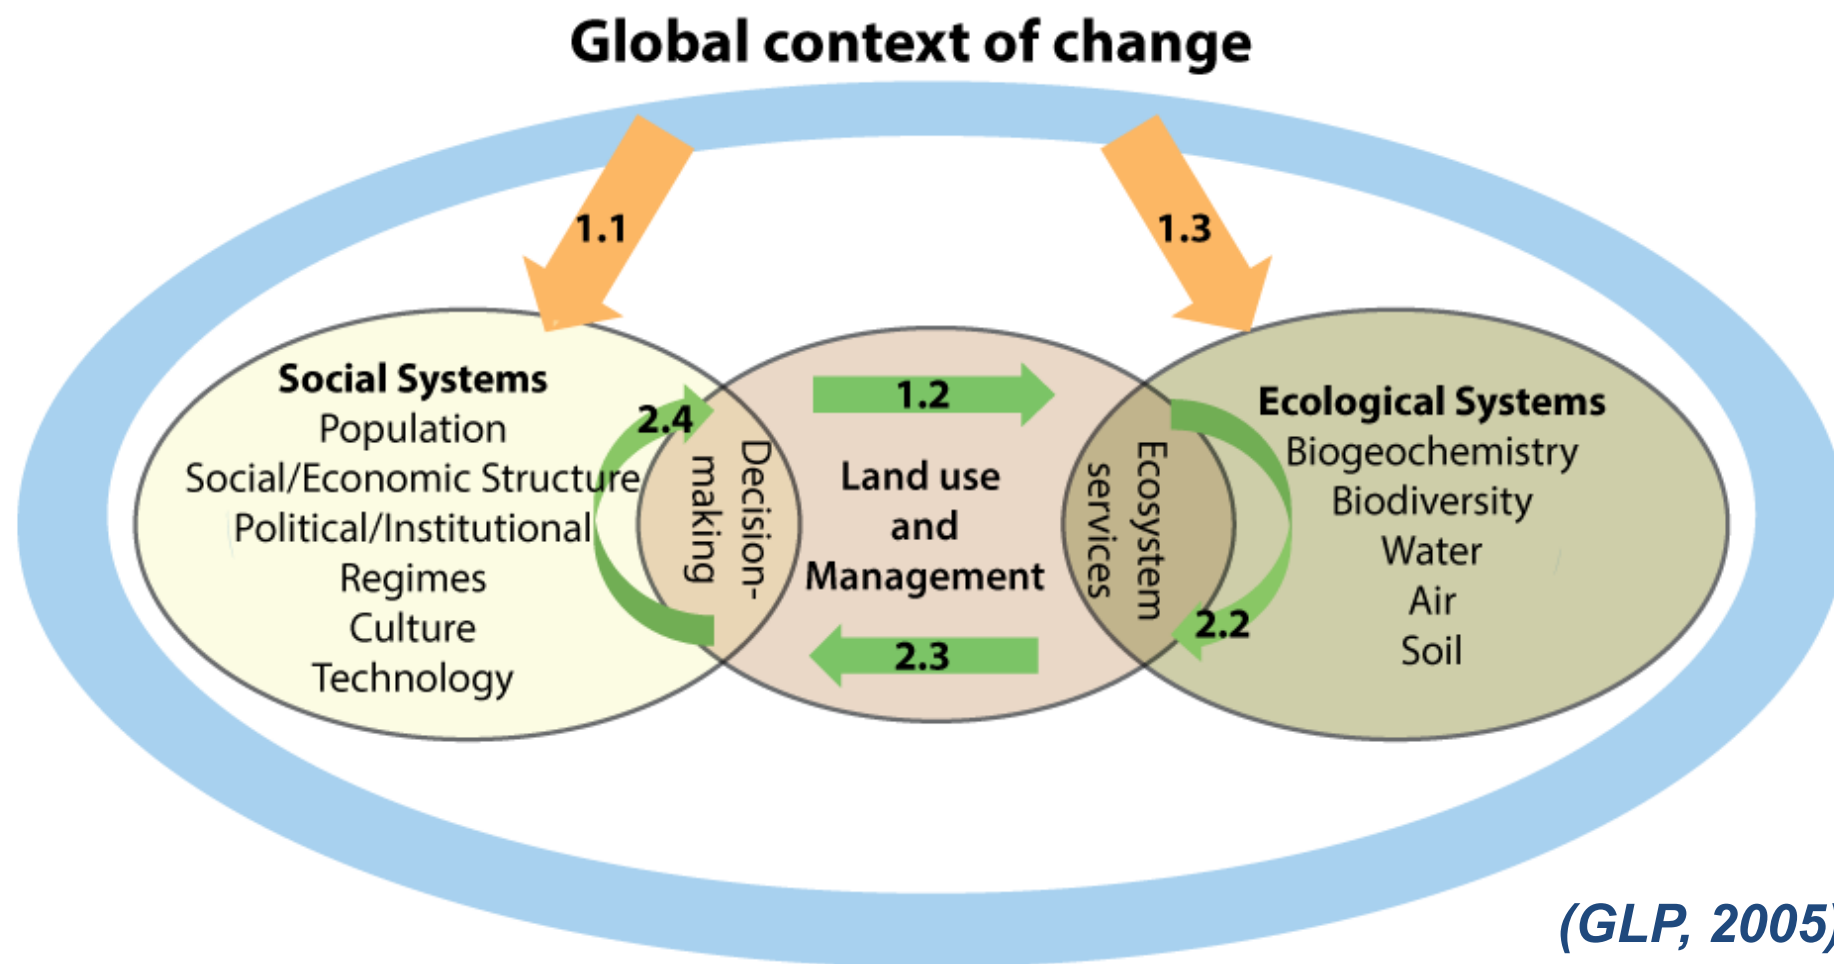 Global context of change
1.1
1.3
Social Systems
Population
Social/Economic Structure
Political/Institutional
Regimes
Culture
Technology
2.4
Decision-
making
1.2
Land use
and
Management
2.3
Ecosystem
services
2.2
Ecological Systems
Biogeochemistry
Biodiversity
Water
Air
Soil
(GLP, 2005)